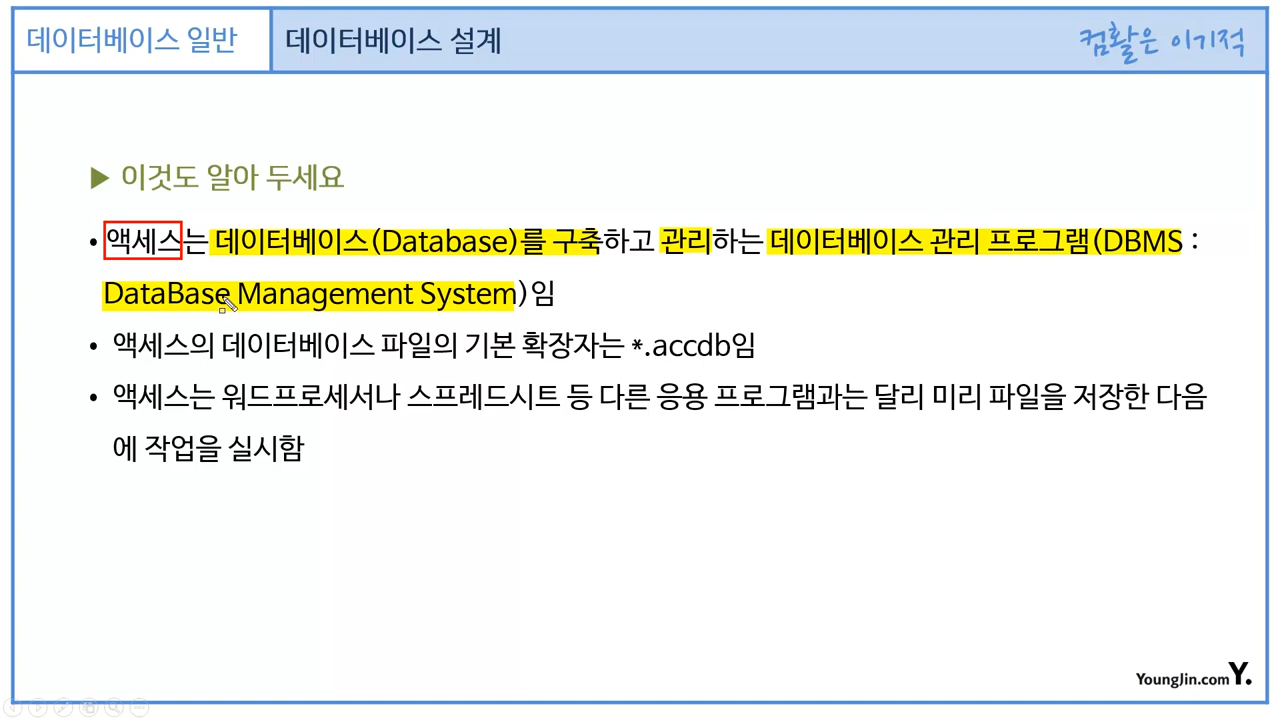 데이터베이스 일반
데이터베이스 설계
컴활은 이기적
▶ 이것도 알아 두세요
• 액세스는 데이터베이스(Database)를 구축하고 관리하는 데이터베이스 관리 프로그램(DBMS :
DataBase Management System)임
• 액세스의 데이터베이스 파일의 기본 확장자는 *.accdb임
• 액세스는 워드프로세서나 스프레드시트 등 다른 응용 프로그램과는 달리 미리 파일을 저장한 다음
에 작업을 실시함
YoungJin.com Y.